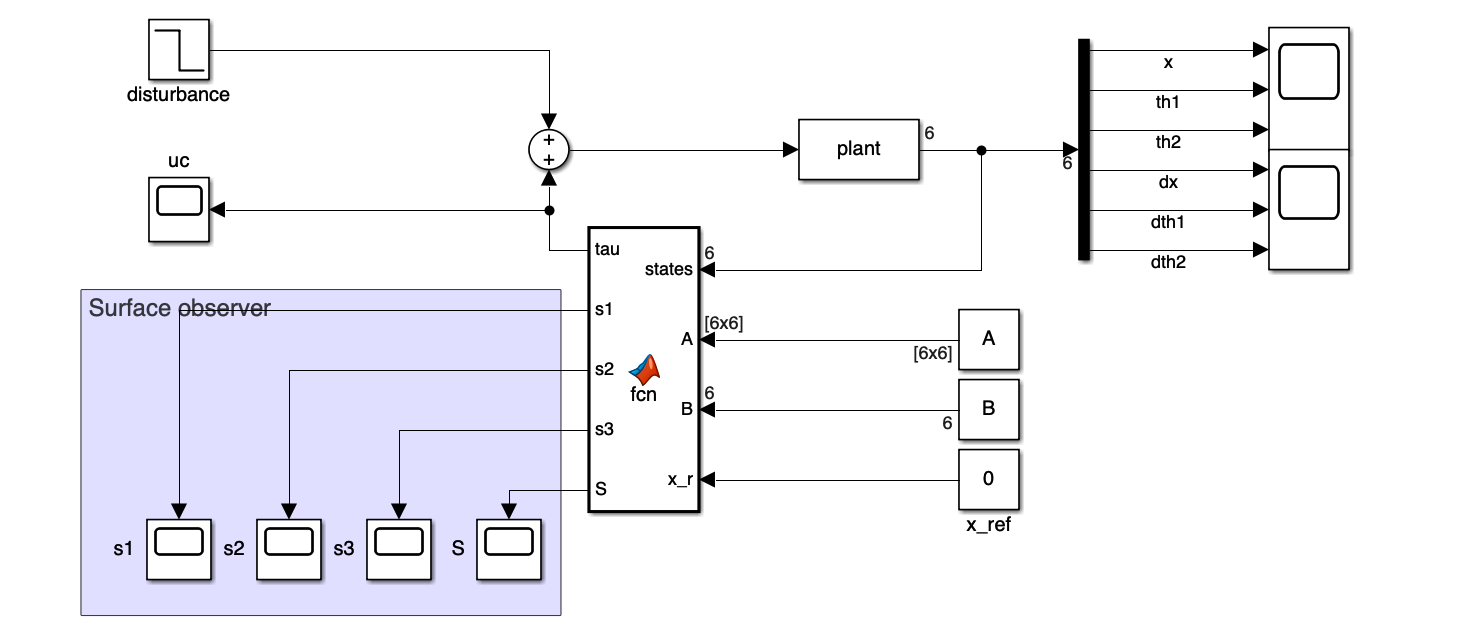 disturbance
+
+
uc
plant
6
6
x
th1
th2
dx
dth1
dth2
tau
states
6
Surface observer
s1
A
[6x6]
[6x6]
A
s2
fcn
B
6
6
B
s3
S
x_r
0
x_ref
s1
s2
s3
S